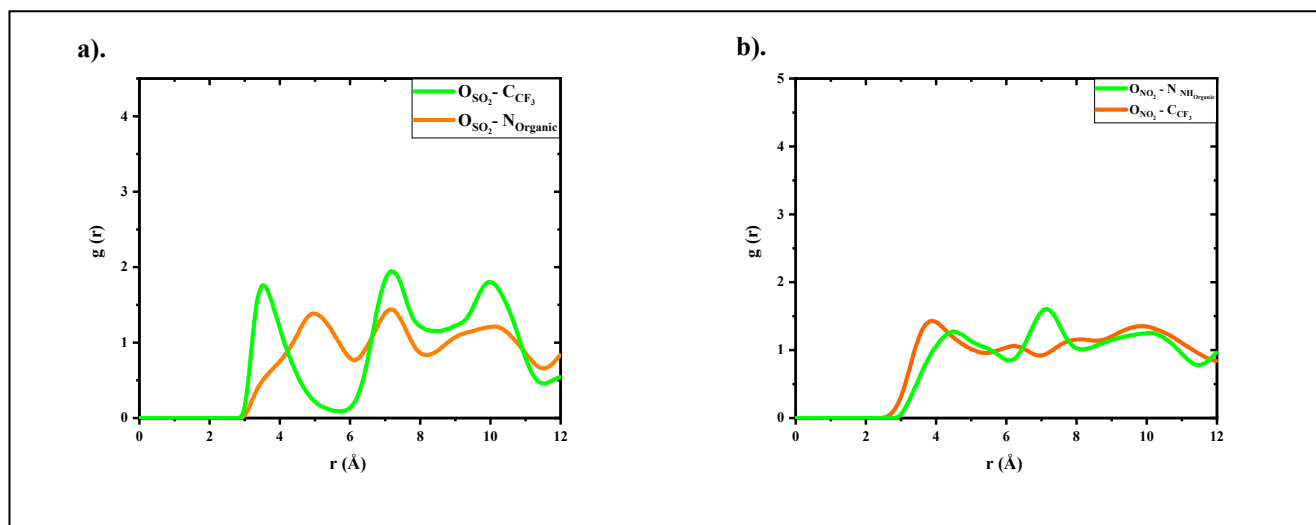 a).
O_SO2 - C_CF3
O_SO2 - N_Organic
4
3
2
1
0
g (r)
0 2 4 6 8 10 12
r (Å)
b).
O_NO2 - N_NH_Organic
O_NO2 - C_CF3
5
4
3
2
1
0
g (r)
0 2 4 6 8 10 12
r (Å)